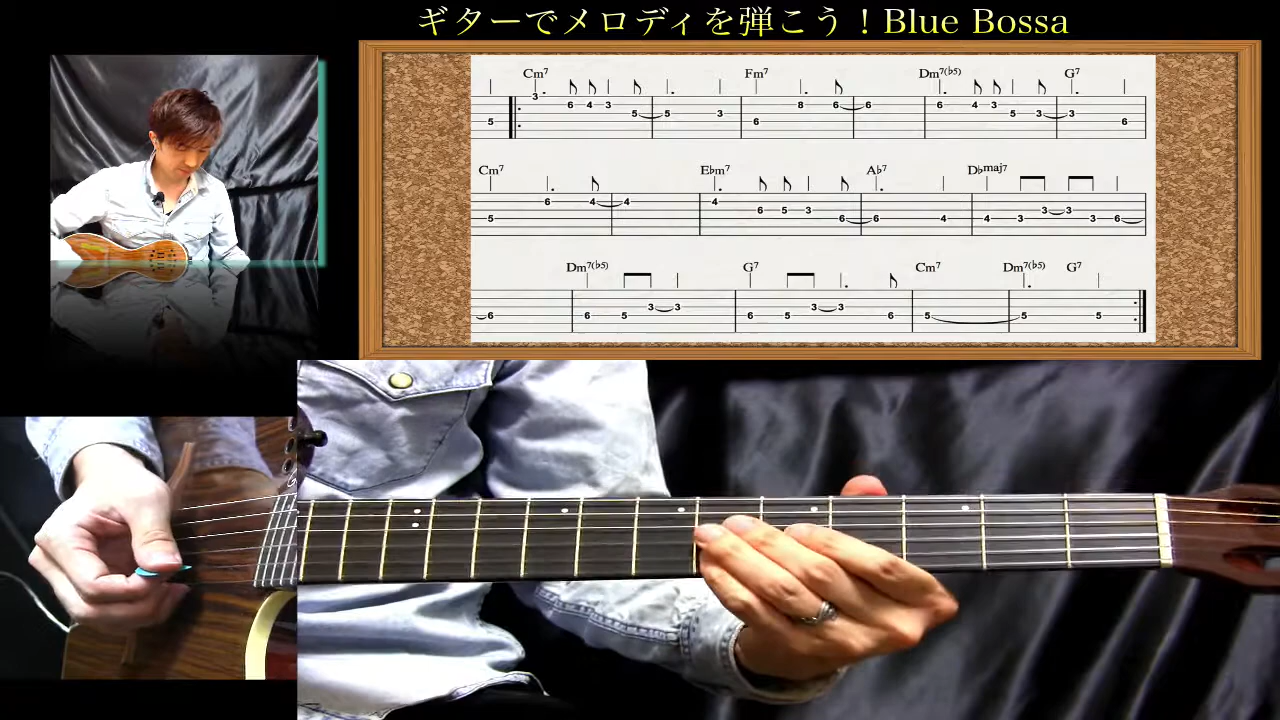 ギターでメロディを弾こう！Blue Bossa
Cm7 Fm7 Dm7(♭5) G7
5 3 6 4 3 5 5 3 6 8 6 6 6 4 3 5 3 3 6
Cm7 E♭m7 A♭7 D♭maj7
5 6 4 4 4 6 5 3 6 6 4 4 3 3 3 3 6
Dm7(♭5) G7 Cm7 Dm7(♭5) G7
6 6 5 3 3 6 5 3 3 6 5 5 5